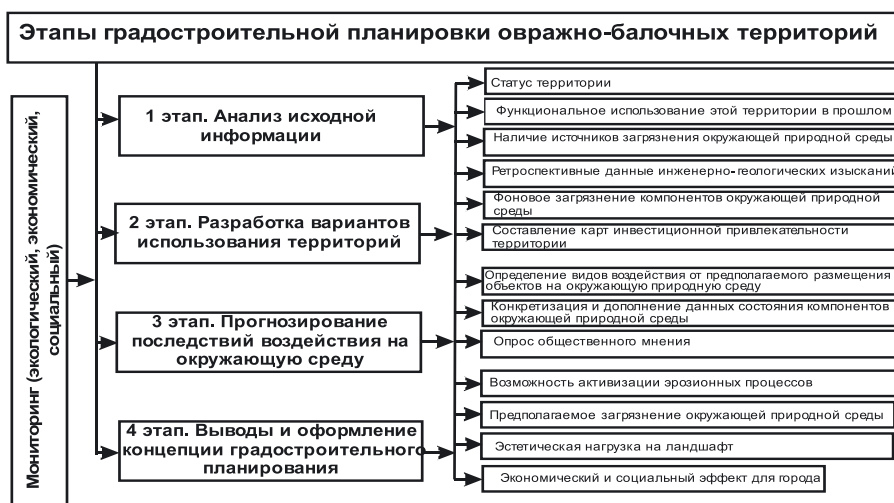 Этапы градостроительной планировки овражно-балочных территорий
Мониторинг (экологический, экономический,
социальный)
1 этап. Анализ исходной
информации
2 этап. Разработка вариантов
использования территорий
3 этап. Прогнозирование
последствий воздействия на
окружающую среду
4 этап. Выводы и оформление
концепции градостроительного
планирования
Статус территории
Функциональное использование этой территории в прошлом
Наличие источников загрязнения окружающей природной среды
Ретроспективные данные инженерно-геологических изысканий
Фоновое загрязнение компонентов окружающей природной
среды
Составление карт инвестиционной привлекательности
территории
Определение видов воздействия от предполагаемого размещения
объектов на окружающую природную среду
Конкретизация и дополнение данных состояния компонентов
окружающей природной среды
Опрос общественного мнения
Возможность активизации эрозионных процессов
Предполагаемое загрязнение окружающей природной среды
Эстетическая нагрузка на ландшафт
Экономический и социальный эффект для города